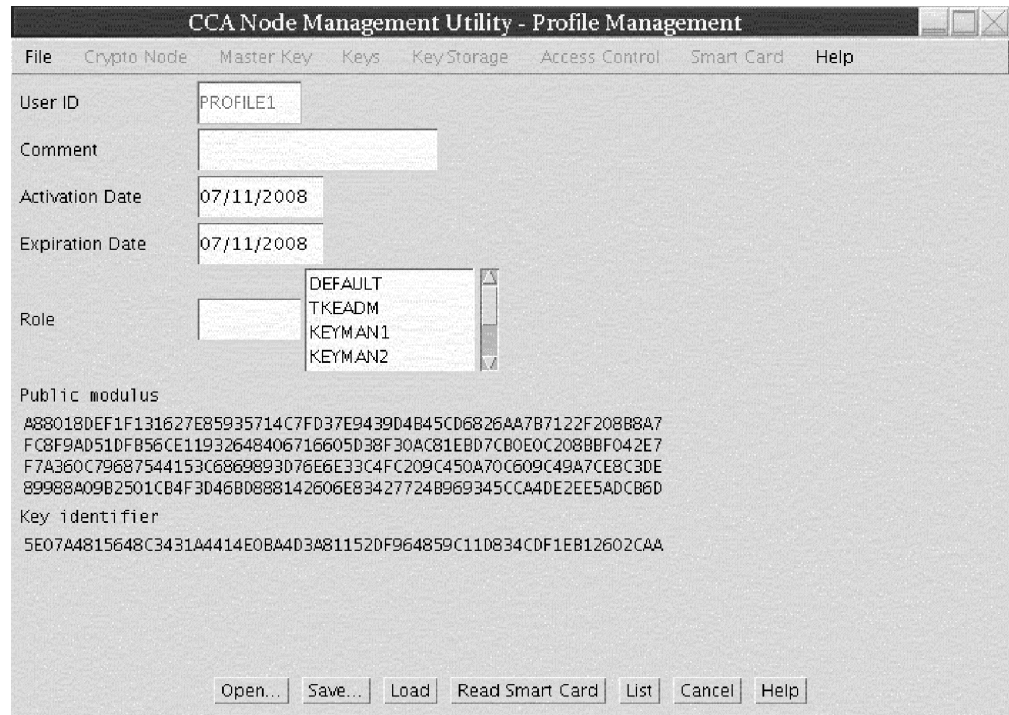 CCA Node Management Utility - Profile Management
File Crypto Node Master Key Keys Key Storage Access Control Smart Card Help
User ID PROFILE1
Comment
Activation Date 07/11/2008
Expiration Date 07/11/2008
Role
DEFAULT
TKEADM
KEYMAN1
KEYMAN2
Public modulus
A88018DEF1F131627E85935714C7FD37E9439D4B45CD6826AA7B7122F208B8A7
FC8F9AD51DFB56CE11932648406716605D38F30AC81EBD7CB0E0C208BBF042E7
F7A360C79687544153C6869893D76E6E33C4FC209C450A70C609C49A7CE8C3DE
89988A09B2501CB4F3D46BD888142606E83427724B969345CCA4DE2EE5ADCB6D
Key identifier
5E07A4815648C3431A4414E0BA4D3A81152DF964859C11D834CDF1EB12602CAA
Open... Save... Load Read Smart Card List Cancel Help